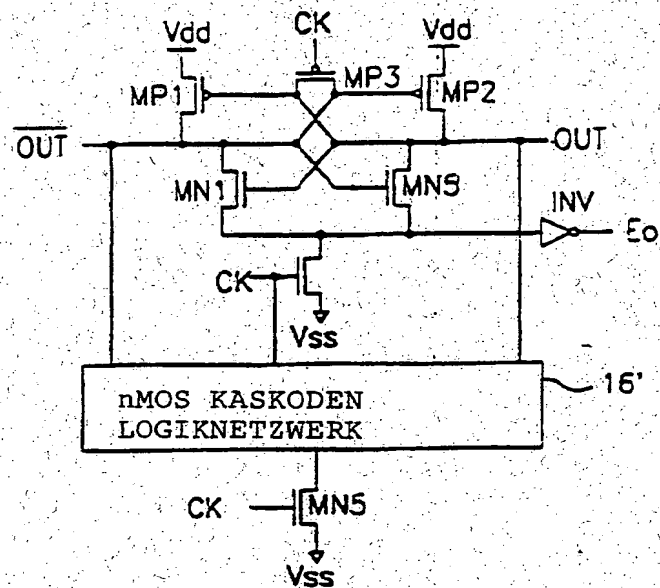 CK
Vdd
Vdd
MP1
MP3
MP2
OUT
OUT
MN1
MN5
INV
Eo
CK
Vss
nMOS KASKODEN
LOGIKNETZWERK
16'
CK
MN5
Vss